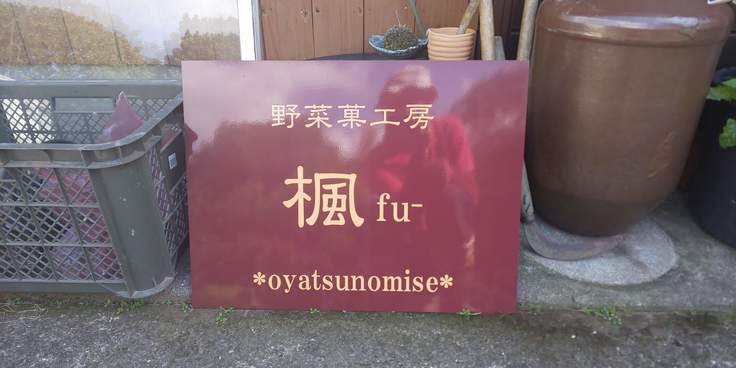 野菜菓工房
楓 fu-
*oyatsunomise*